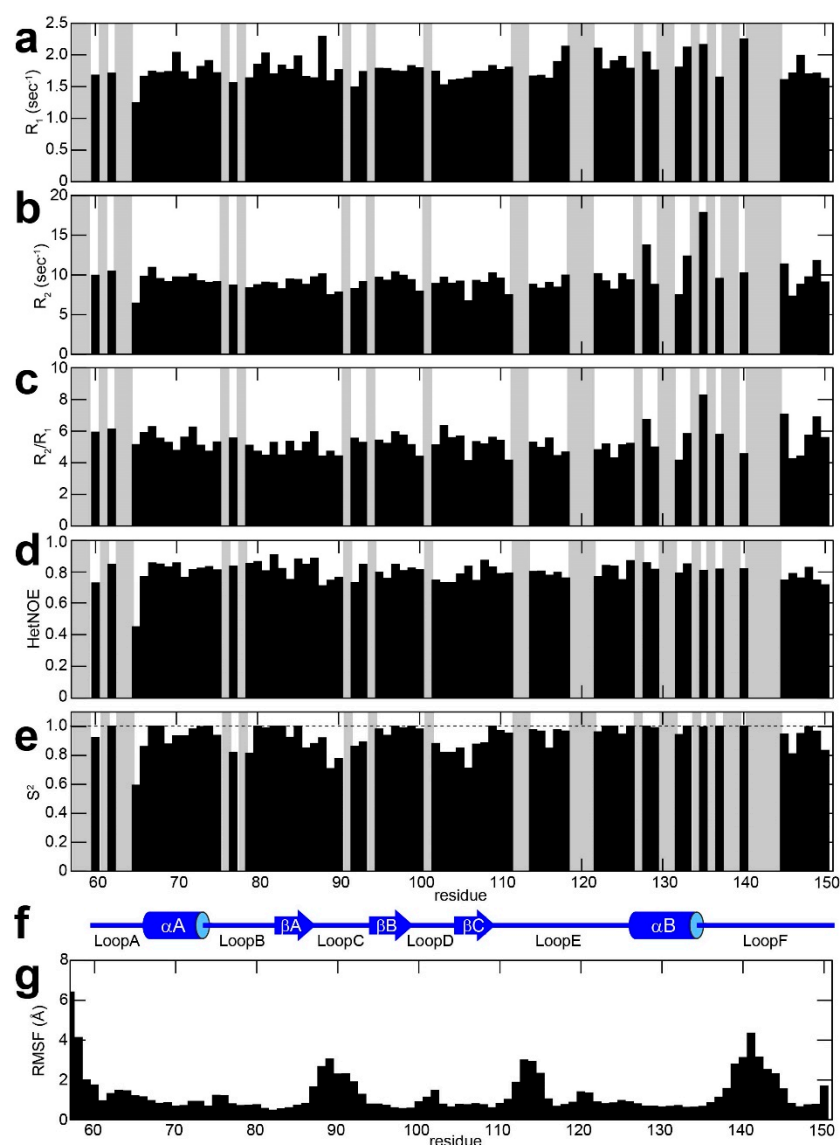 a
2.5
2.0
1.5
1.0
0.5
0
R1 (sec-1)
b
20
15
10
5
0
R2 (sec-1)
c
10
8
6
4
2
0
R2/R1
d
1.0
0.8
0.6
0.4
0.2
0
HetNOE
e
1.0
0.8
0.6
0.4
0.2
0
S2
60 70 80 90 100 110 120 130 140 150
residue
f
αA βA βB βC αB
LoopA LoopB LoopC LoopD LoopE LoopF
g
8
6
4
2
0
RMSF (Å)
60 70 80 90 100 110 120 130 140 150
residue